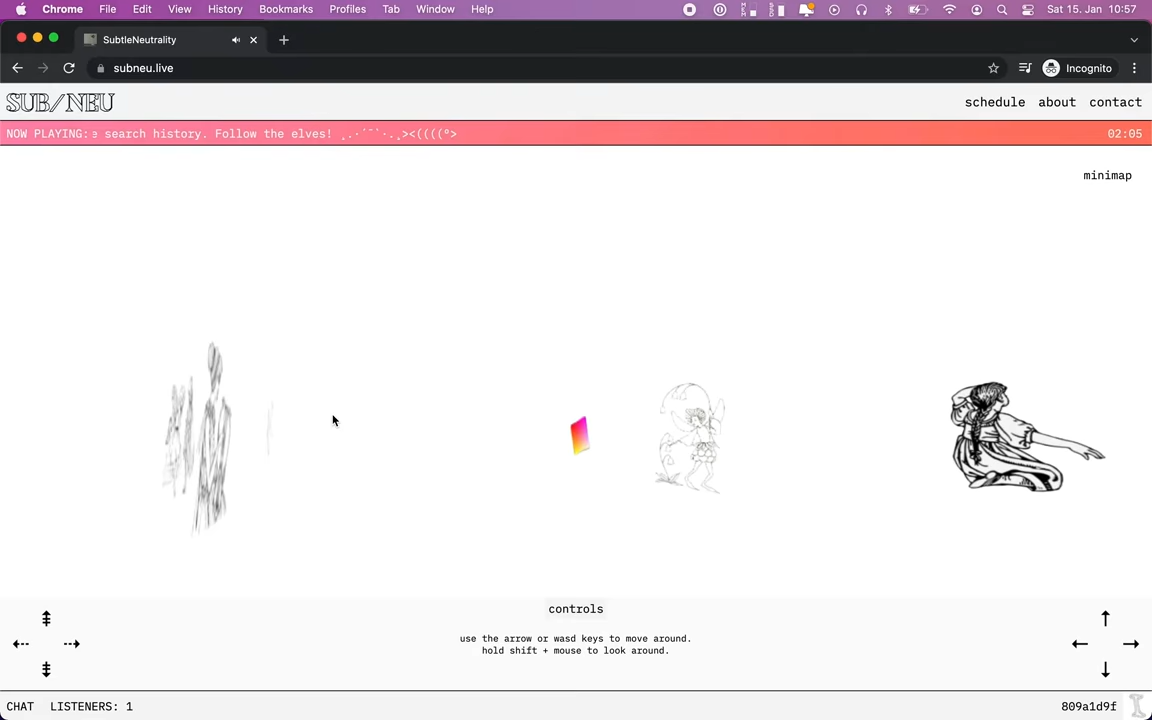 Chrome File Edit View History Bookmarks Profiles Tab Window Help Sat 15. Jan 10:57
SubtleNeutrality
subneu.live Incognito
SUB/NEU schedule about contact
NOW PLAYING: search history. Follow the elves! ¸.·´¯`·.¸><((((º> 02:05
minimap
controls
use the arrow or wasd keys to move around.
hold shift + mouse to look around.
CHAT LISTENERS: 1 809a1d9f